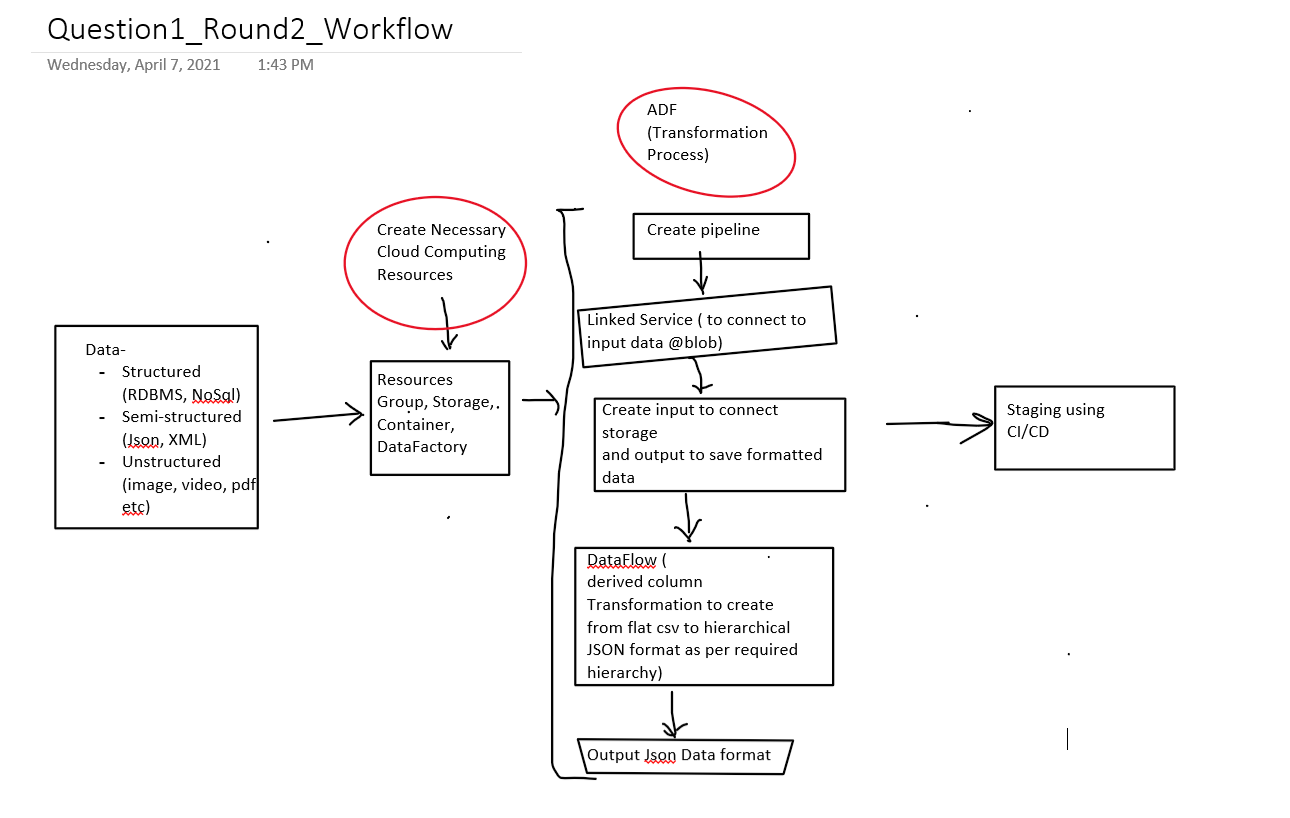 Question1_Round2_Workflow
Wednesday, April 7, 2021 1:43 PM
ADF
(Transformation
Process)
Create Necessary
Cloud Computing
Resources
Create pipeline
Linked Service ( to connect to
input data @blob)
Data-
- Structured
(RDBMS, NoSql)
- Semi-structured
(Json, XML)
- Unstructured
(image, video, pdf
etc)
Resources
Group, Storage,.
Container,
DataFactory
Create input to connect
storage
and output to save formatted
data
Staging using
CI/CD
DataFlow (
derived column
Transformation to create
from flat csv to hierarchical
JSON format as per required
hierarchy)
Output Json Data format